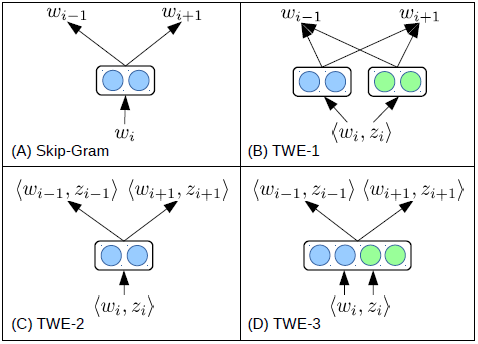 w_{i−1} w_{i+1}
w_i
(A) Skip-Gram
w_{i−1} w_{i+1}
⟨w_i, z_i⟩
(B) TWE-1
⟨w_{i−1}, z_{i−1}⟩ ⟨w_{i+1}, z_{i+1}⟩
⟨w_i, z_i⟩
(C) TWE-2
⟨w_{i−1}, z_{i−1}⟩ ⟨w_{i+1}, z_{i+1}⟩
⟨w_i, z_i⟩
(D) TWE-3